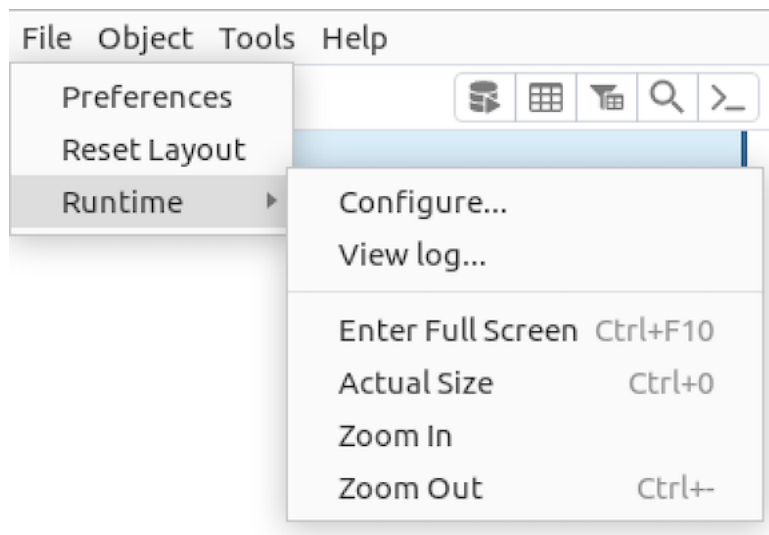 File Object Tools Help
Preferences
Reset Layout
Runtime
Configure...
View log...
Enter Full Screen Ctrl+F10
Actual Size Ctrl+0
Zoom In
Zoom Out Ctrl+-